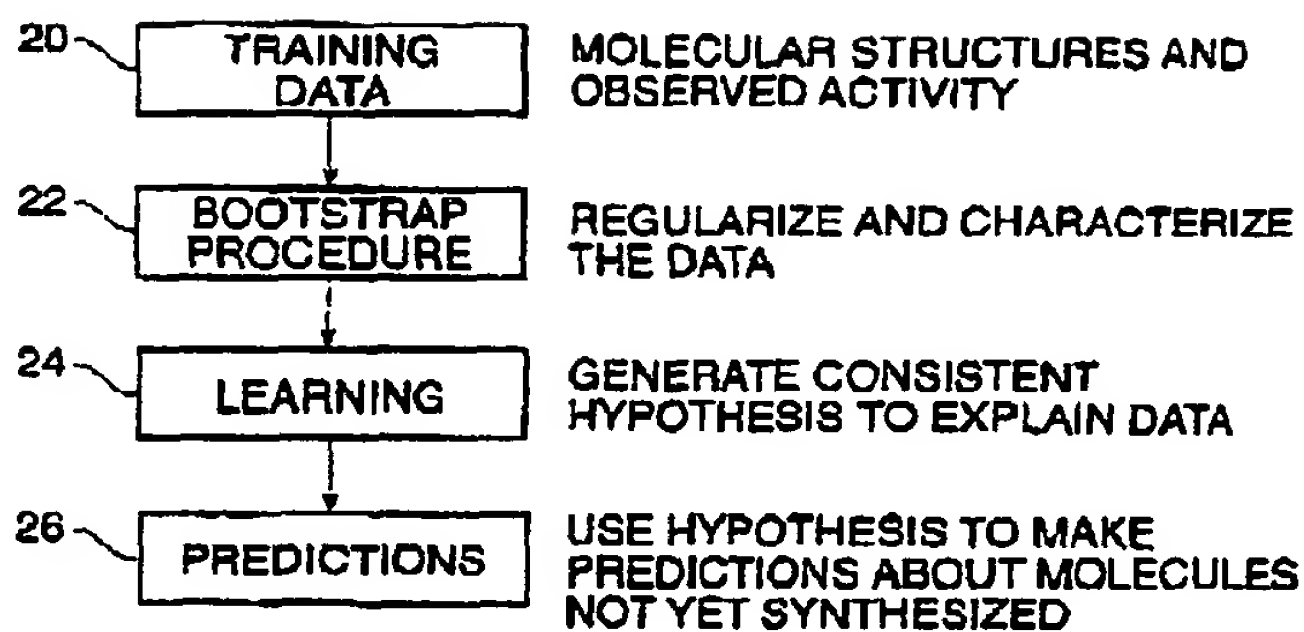 20
TRAINING
DATA
MOLECULAR STRUCTURES AND
OBSERVED ACTIVITY
22
BOOTSTRAP
PROCEDURE
REGULARIZE AND CHARACTERIZE
THE DATA
24
LEARNING
GENERATE CONSISTENT
HYPOTHESIS TO EXPLAIN DATA
26
PREDICTIONS
USE HYPOTHESIS TO MAKE
PREDICTIONS ABOUT MOLECULES
NOT YET SYNTHESIZED